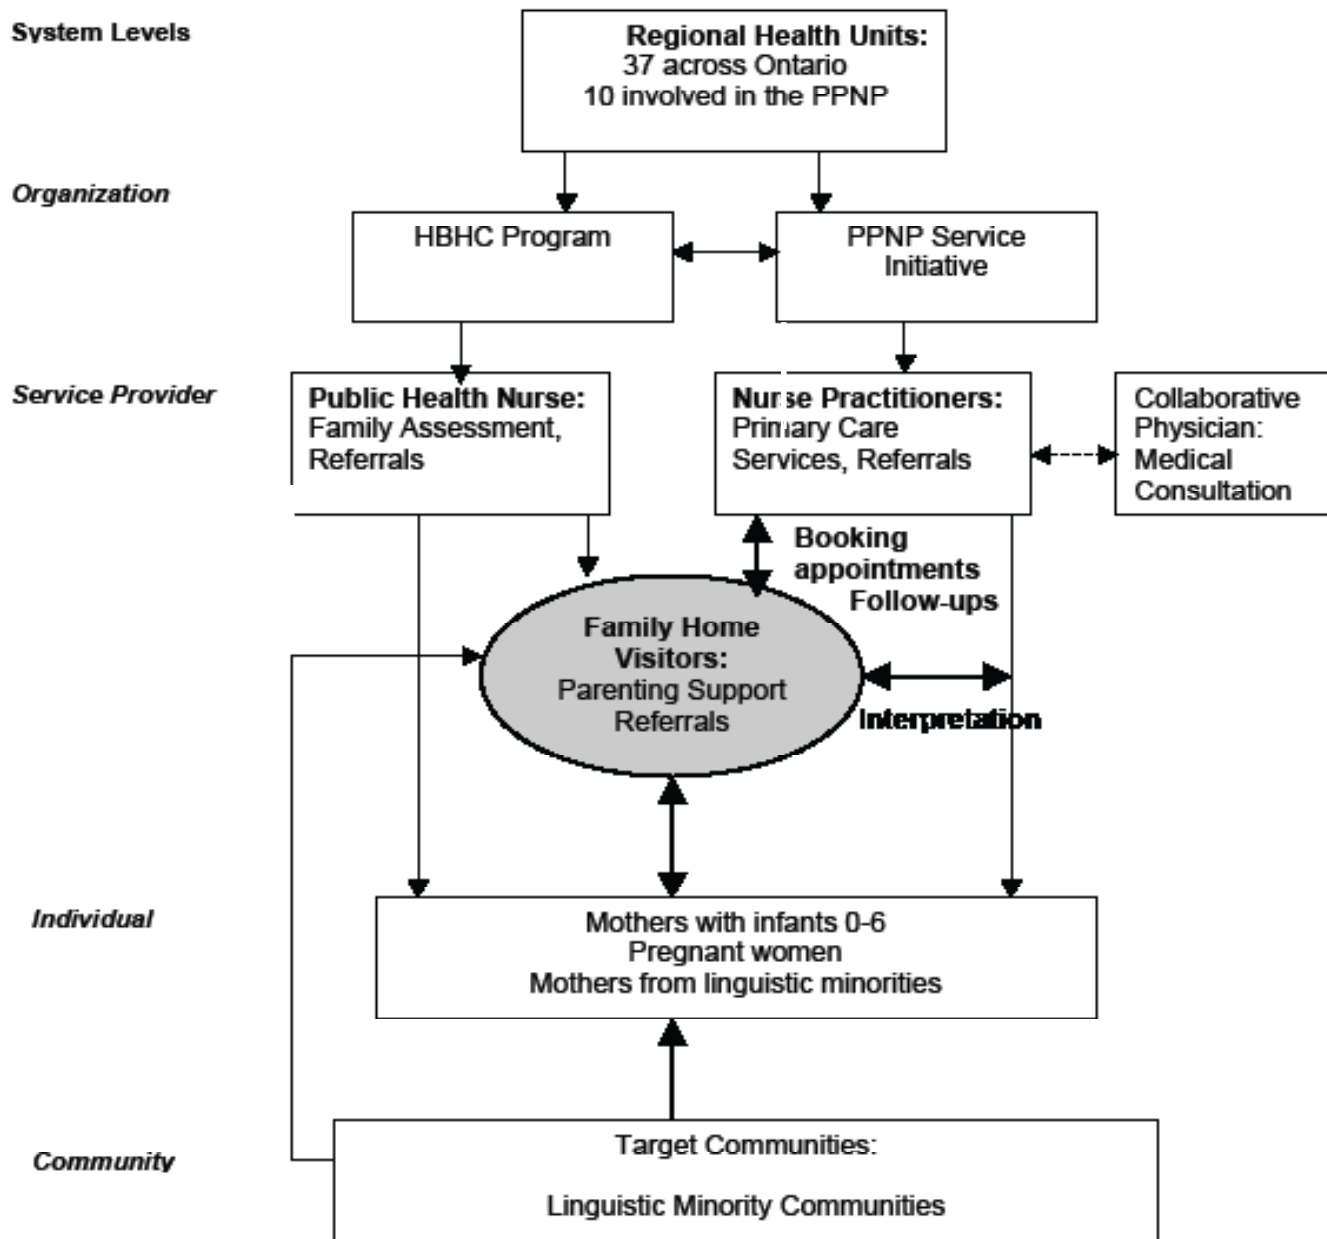 System Levels
Regional Health Units:
37 across Ontario
10 involved in the PPNP
Organization
HBHC Program
PPNP Service
Initiative
Service Provider
Public Health Nurse:
Family Assessment,
Referrals
Nurse Practitioners:
Primary Care
Services, Referrals
Collaborative
Physician:
Medical
Consultation
Booking
appointments
Follow-ups
Family Home
Visitors:
Parenting Support
Referrals
Interpretation
Individual
Mothers with infants 0-6
Pregnant women
Mothers from linguistic minorities
Community
Target Communities:
Linguistic Minority Communities